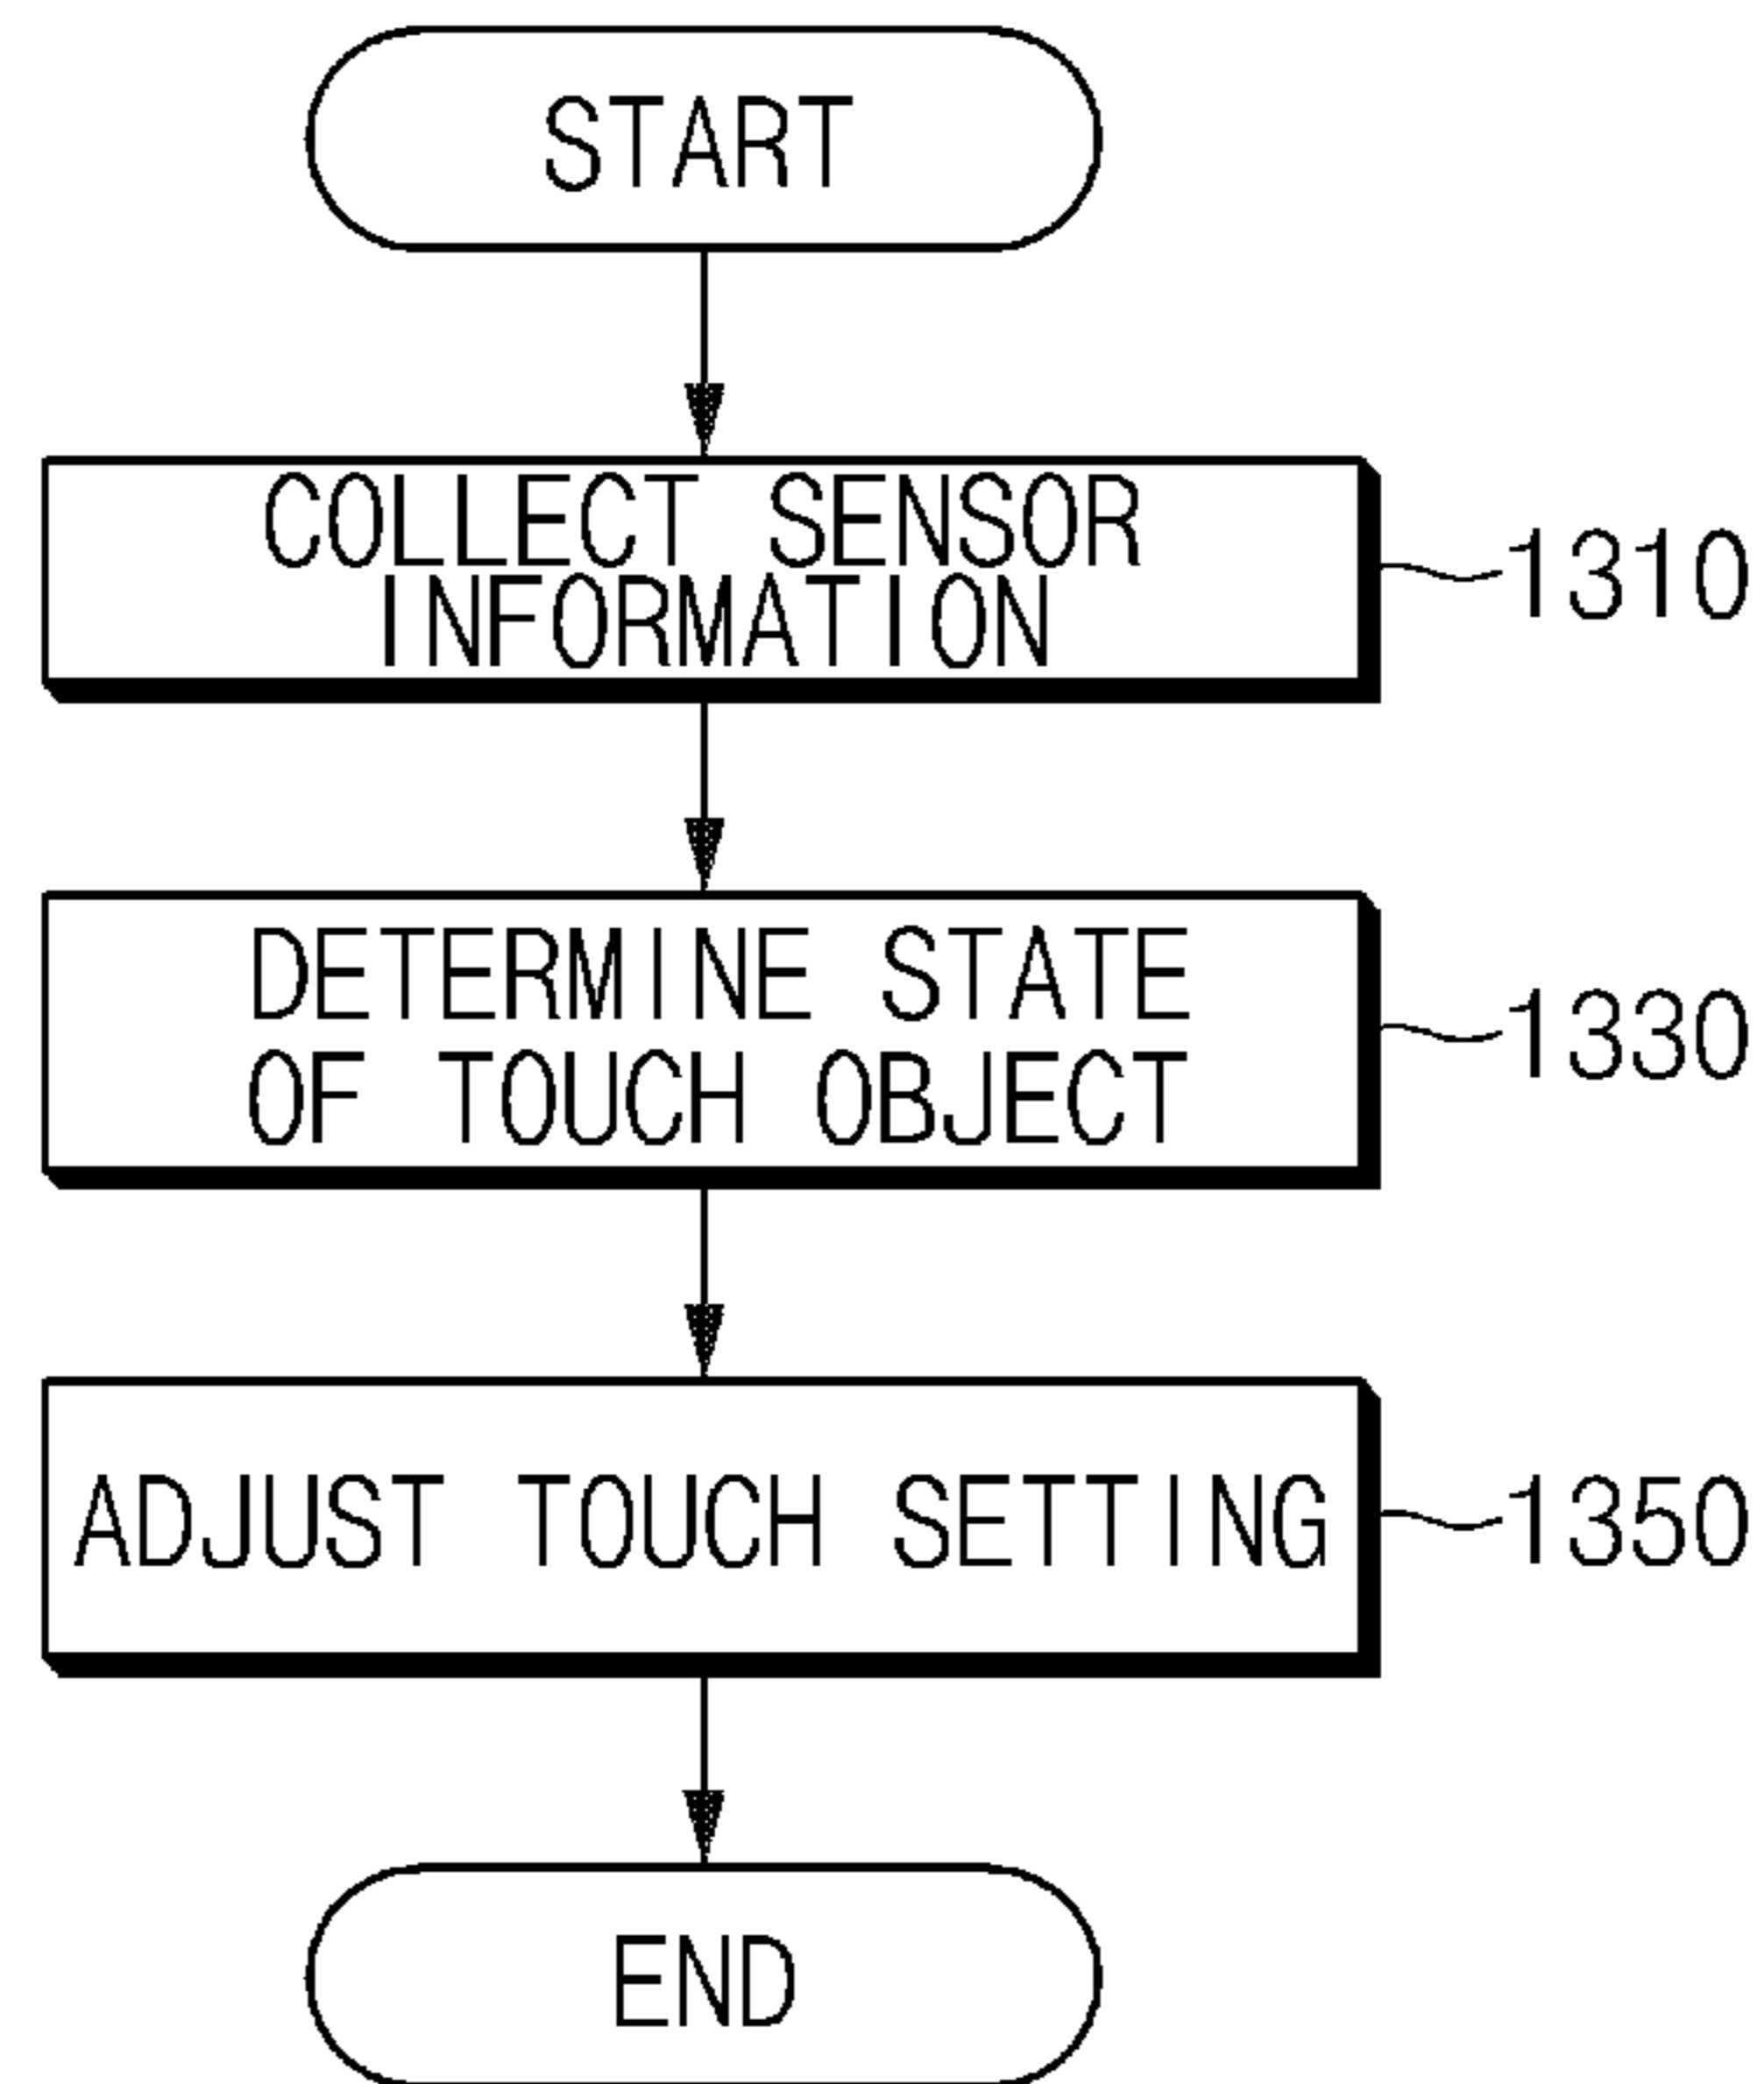 START
COLLECT SENSOR
INFORMATION
1310
DETERMINE STATE
OF TOUCH OBJECT
1330
ADJUST TOUCH SETTING
1350
END